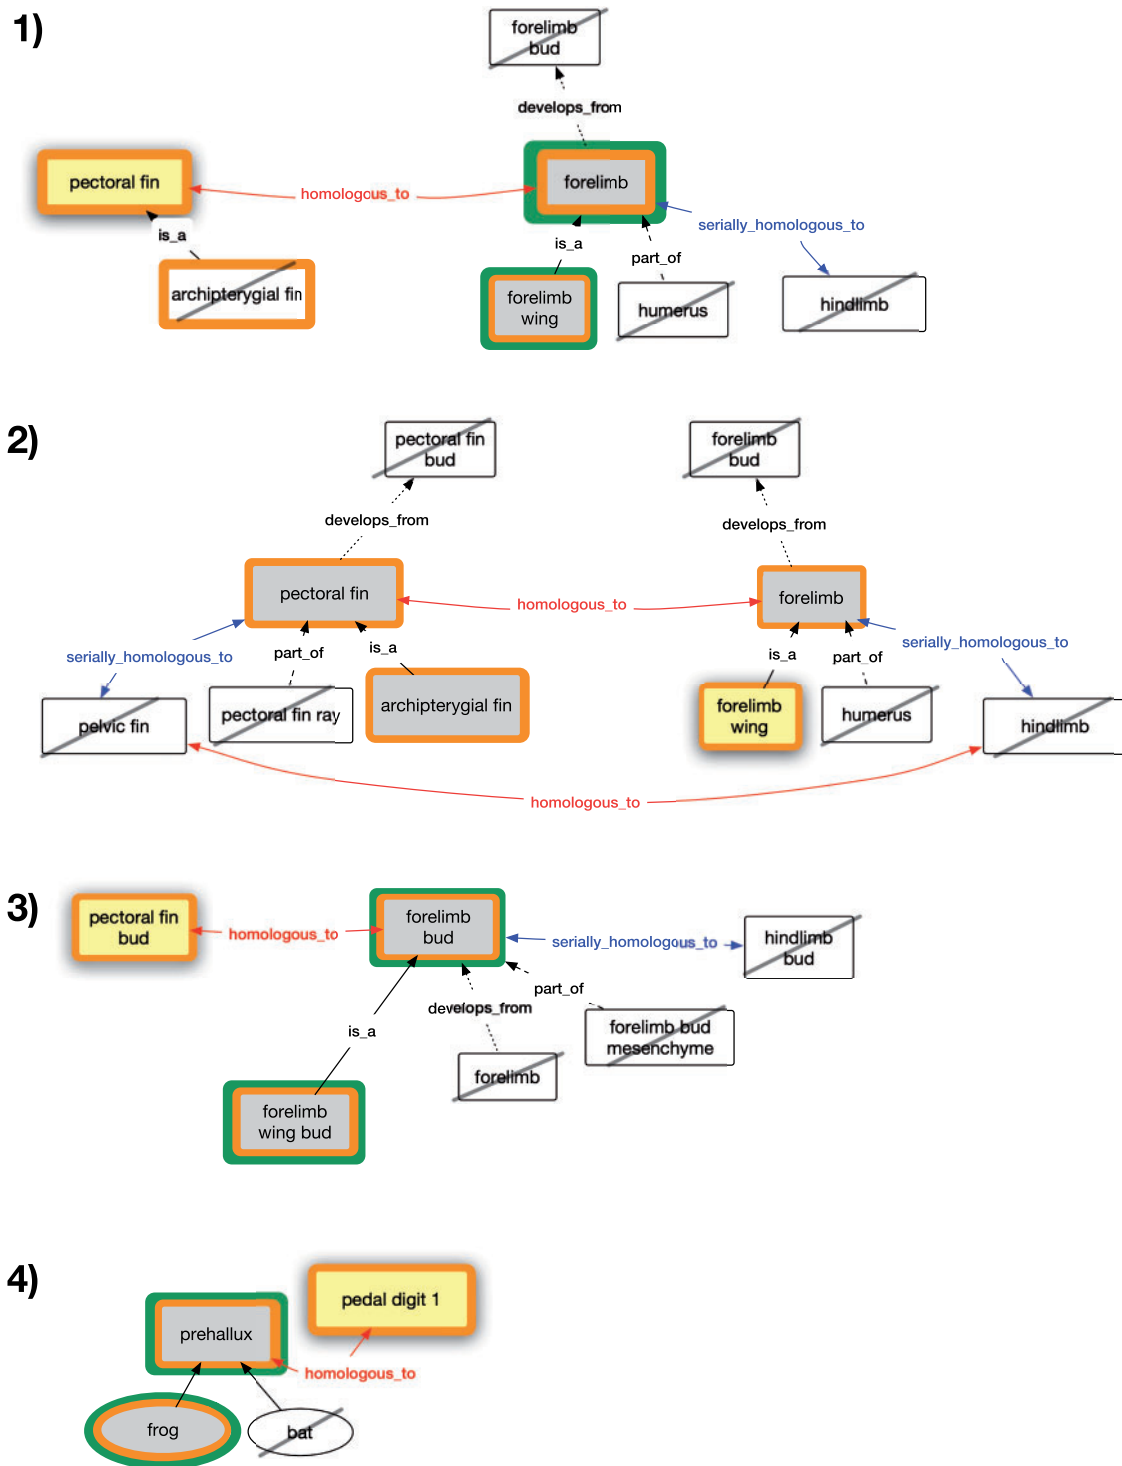 1)
forelimb
bud
develops_from
pectoral fin
homologous_to
forelimb
serially_homologous_to
is_a
is_a
part_of
archipterygial fin
forelimb
wing
humerus
hindlimb
2)
pectoral fin
bud
forelimb
bud
develops_from
develops_from
pectoral fin
homologous_to
forelimb
serially_homologous_to
part_of
is_a
is_a
part_of
serially_homologous_to
pelvic fin
pectoral fin ray
archipterygial fin
forelimb
wing
humerus
hindlimb
homologous_to
3)
pectoral fin
bud
homologous_to
forelimb
bud
serially_homologous_to
hindlimb
bud
is_a
develops_from
part_of
forelimb
forelimb bud
mesenchyme
forelimb
wing bud
4)
prehallux
pedal digit 1
homologous_to
frog
bat